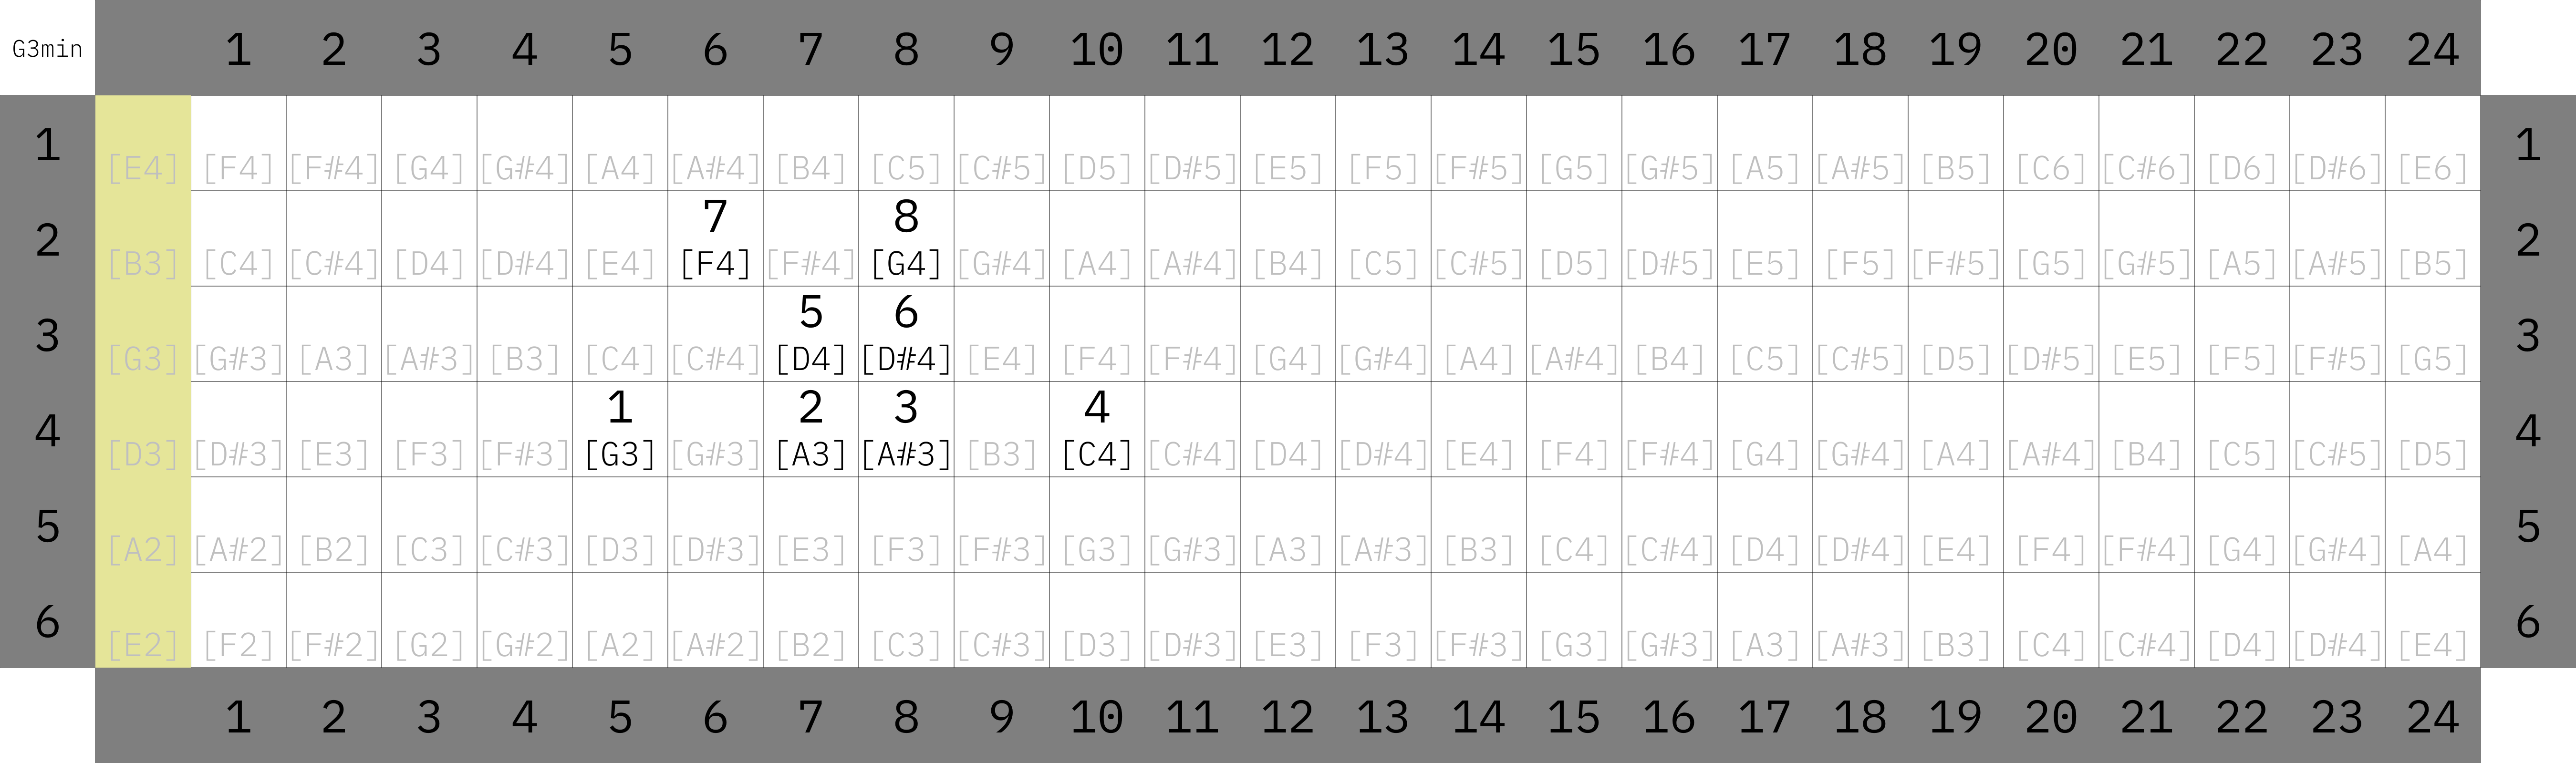 G3min 1 2 3 4 5 6 7 8 9 10 11 12 13 14 15 16 17 18 19 20 21 22 23 24
1 [E4] [F4] [F#4] [G4] [G#4] [A4] [A#4] [B4] [C5] [C#5] [D5] [D#5] [E5] [F5] [F#5] [G5] [G#5] [A5] [A#5] [B5] [C6] [C#6] [D6] [D#6] [E6] 1
7 8
2 [B3] [C4] [C#4] [D4] [D#4] [E4] [F4] [F#4] [G4] [G#4] [A4] [A#4] [B4] [C5] [C#5] [D5] [D#5] [E5] [F5] [F#5] [G5] [G#5] [A5] [A#5] [B5] 2
5 6
3 [G3] [G#3] [A3] [A#3] [B3] [C4] [C#4] [D4] [D#4] [E4] [F4] [F#4] [G4] [G#4] [A4] [A#4] [B4] [C5] [C#5] [D5] [D#5] [E5] [F5] [F#5] [G5] 3
1 2 3 4
4 [D3] [D#3] [E3] [F3] [F#3] [G3] [G#3] [A3] [A#3] [B3] [C4] [C#4] [D4] [D#4] [E4] [F4] [F#4] [G4] [G#4] [A4] [A#4] [B4] [C5] [C#5] [D5] 4
5 [A2] [A#2] [B2] [C3] [C#3] [D3] [D#3] [E3] [F3] [F#3] [G3] [G#3] [A3] [A#3] [B3] [C4] [C#4] [D4] [D#4] [E4] [F4] [F#4] [G4] [G#4] [A4] 5
6 [E2] [F2] [F#2] [G2] [G#2] [A2] [A#2] [B2] [C3] [C#3] [D3] [D#3] [E3] [F3] [F#3] [G3] [G#3] [A3] [A#3] [B3] [C4] [C#4] [D4] [D#4] [E4] 6
1 2 3 4 5 6 7 8 9 10 11 12 13 14 15 16 17 18 19 20 21 22 23 24